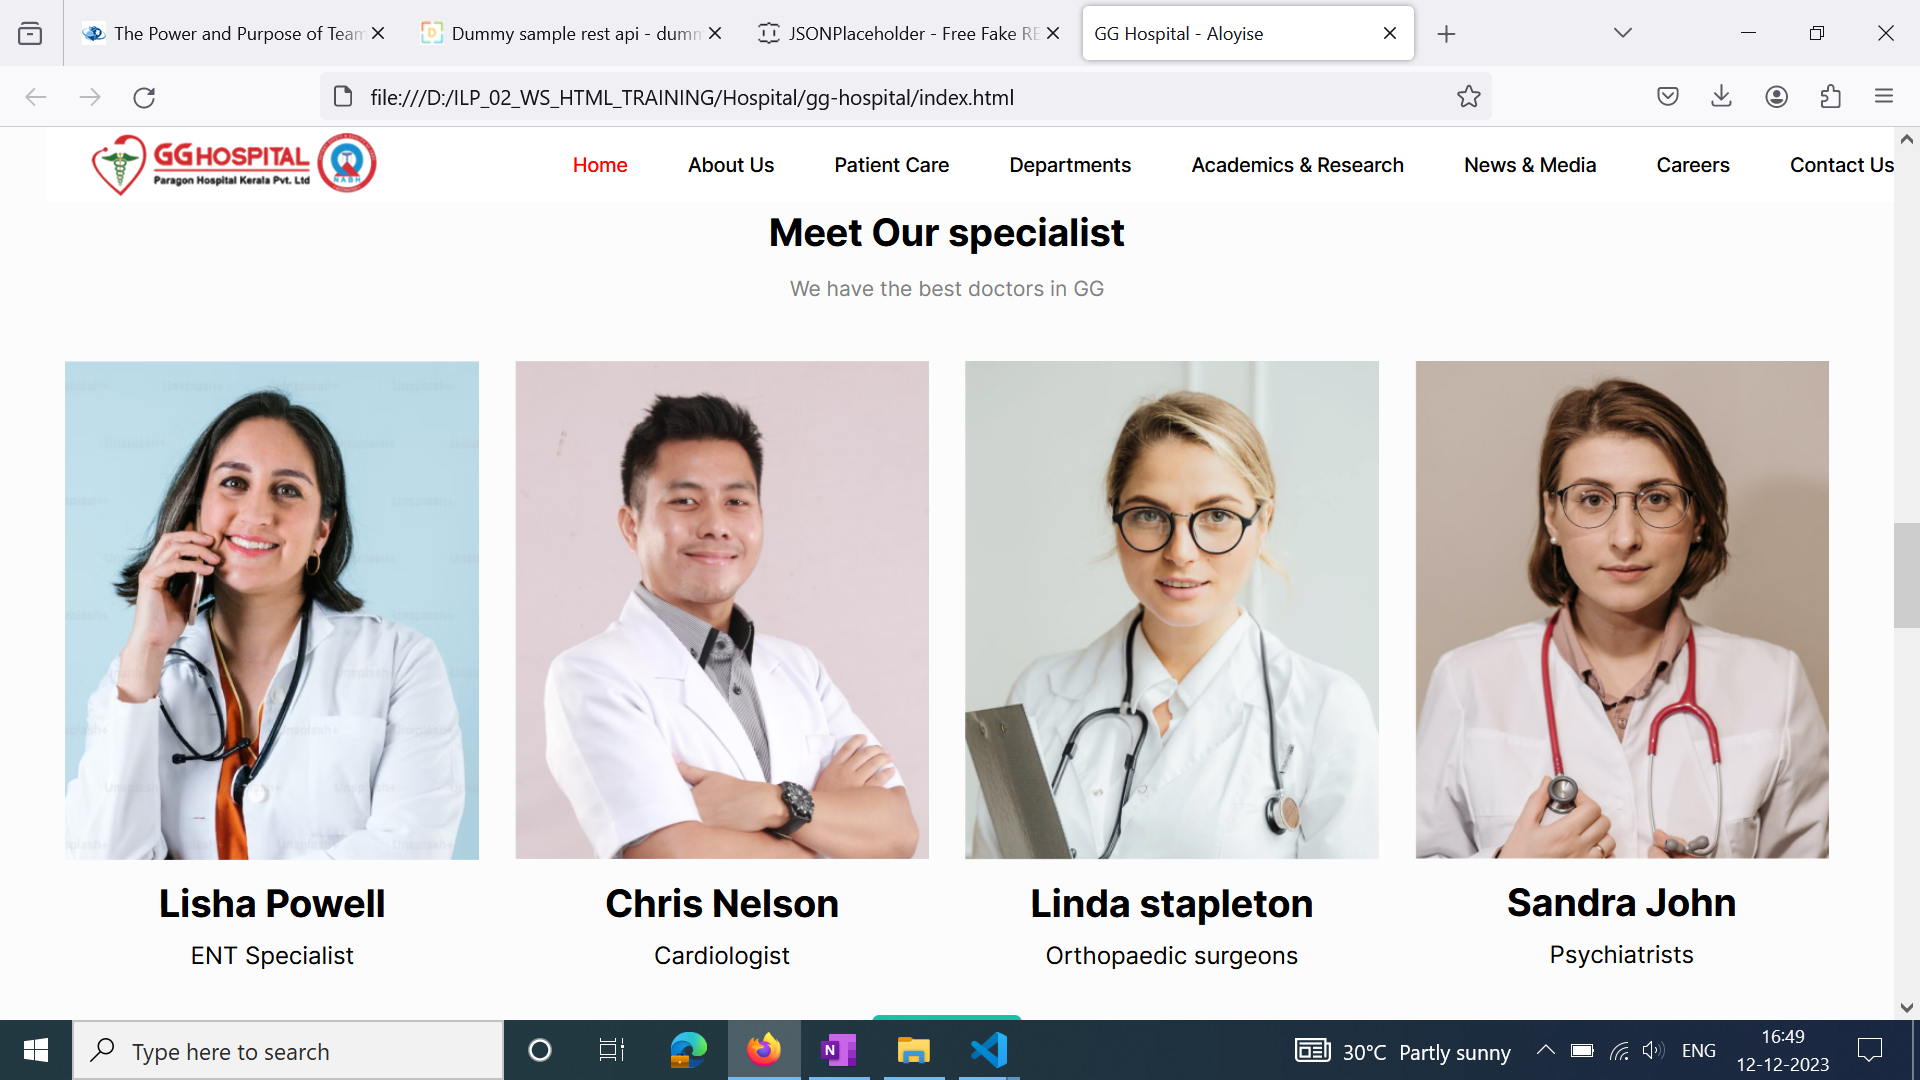 The Power and Purpose of Team
Dummy sample rest api - dumm
JSONPlaceholder - Free Fake RE
GG Hospital - Aloyise
file:///D:/ILP_02_WS_HTML_TRAINING/Hospital/gg-hospital/index.html
GG HOSPITAL
Paragon Hospital Kerala Pvt. Ltd
NABH
Home
About Us
Patient Care
Departments
Academics & Research
News & Media
Careers
Contact Us
Meet Our specialist
We have the best doctors in GG
Lisha Powell
Chris Nelson
Linda stapleton
Sandra John
ENT Specialist
Cardiologist
Orthopaedic surgeons
Psychiatrists
Type here to search
N
30°C Partly sunny
ENG
16:49
12-12-2023